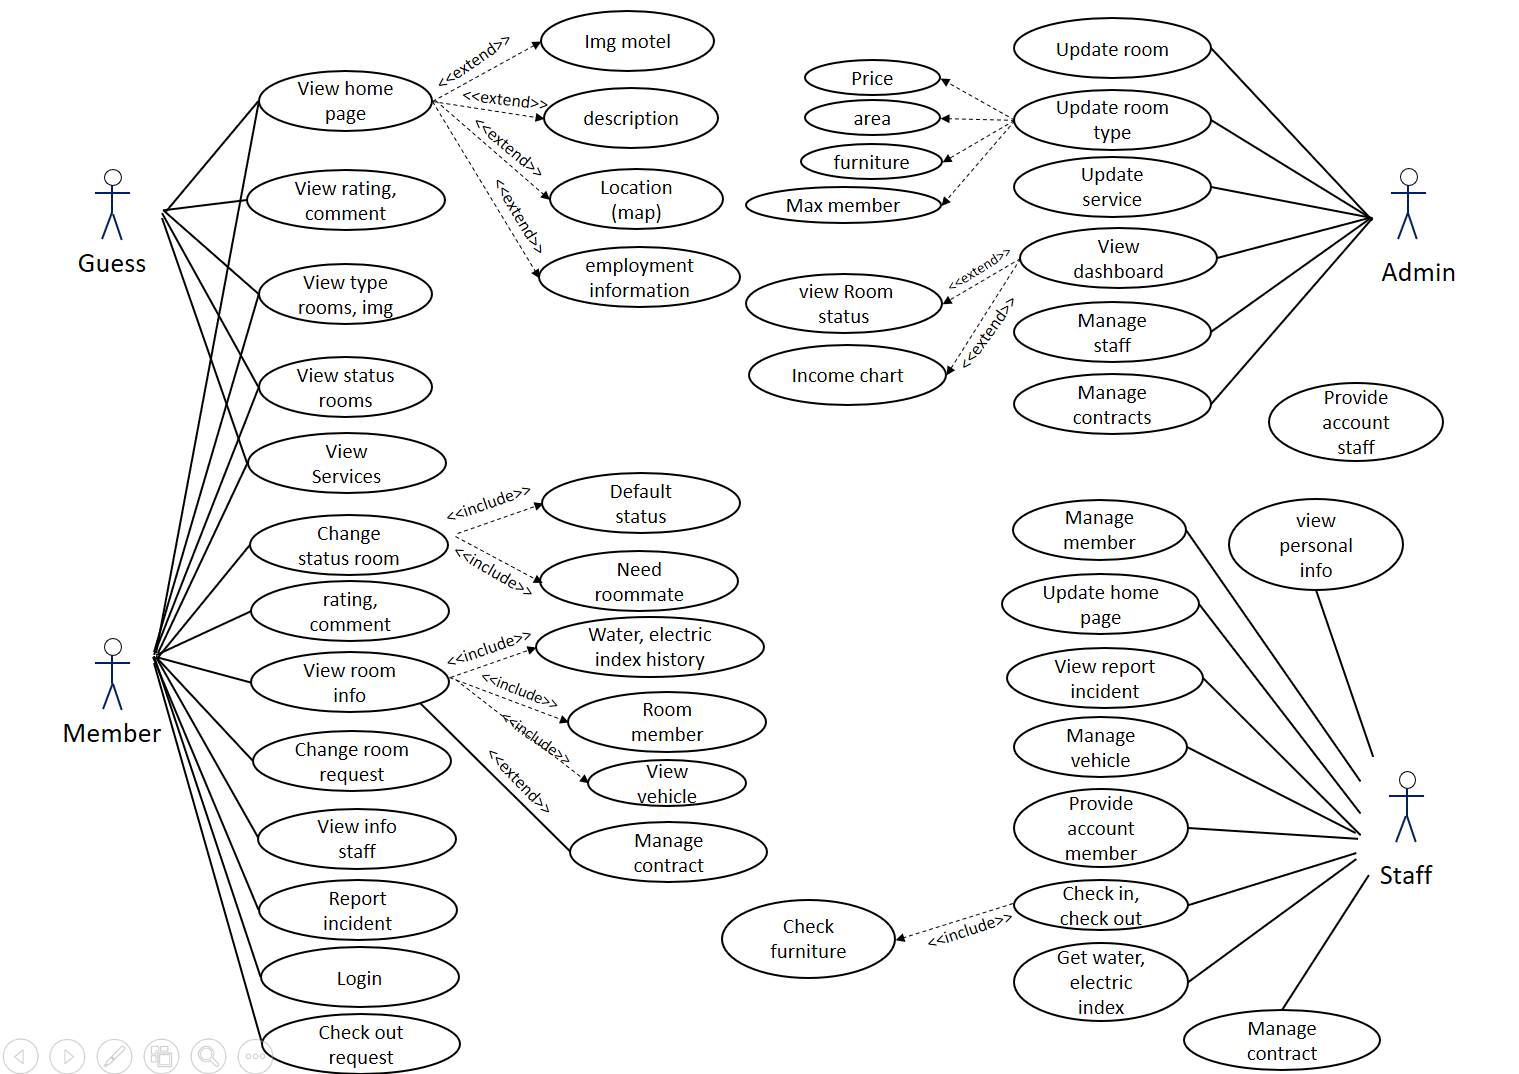 Img motel
<<extend>>
View home
page
<<extend>>
description
<<extend>>
Location
(map)
<<extend>>
employment
information
View rating,
comment
Guess
View type
rooms, img
View status
rooms
View
Services
Update room
Price
area
furniture
Max member
Update room
type
Update
service
View
dashboard
<<extend>>
view Room
status
<<extend>>
Income chart
Manage
staff
Manage
contracts
Admin
Provide
account
staff
Change
status room
<<include>>
Default
status
<<include>>
Need
roommate
rating,
comment
View room
info
<<include>>
Water, electric
index history
<<include>>
Room
member
<<include>>
View
vehicle
<<extend>>
Manage
contract
Member
Change room
request
View info
staff
Report
incident
Login
Check out
request
Manage
member
view
personal
info
Update home
page
View report
incident
Manage
vehicle
Provide
account
member
Staff
Check in,
check out
<<include>>
Check
furniture
Get water,
electric
index
Manage
contract